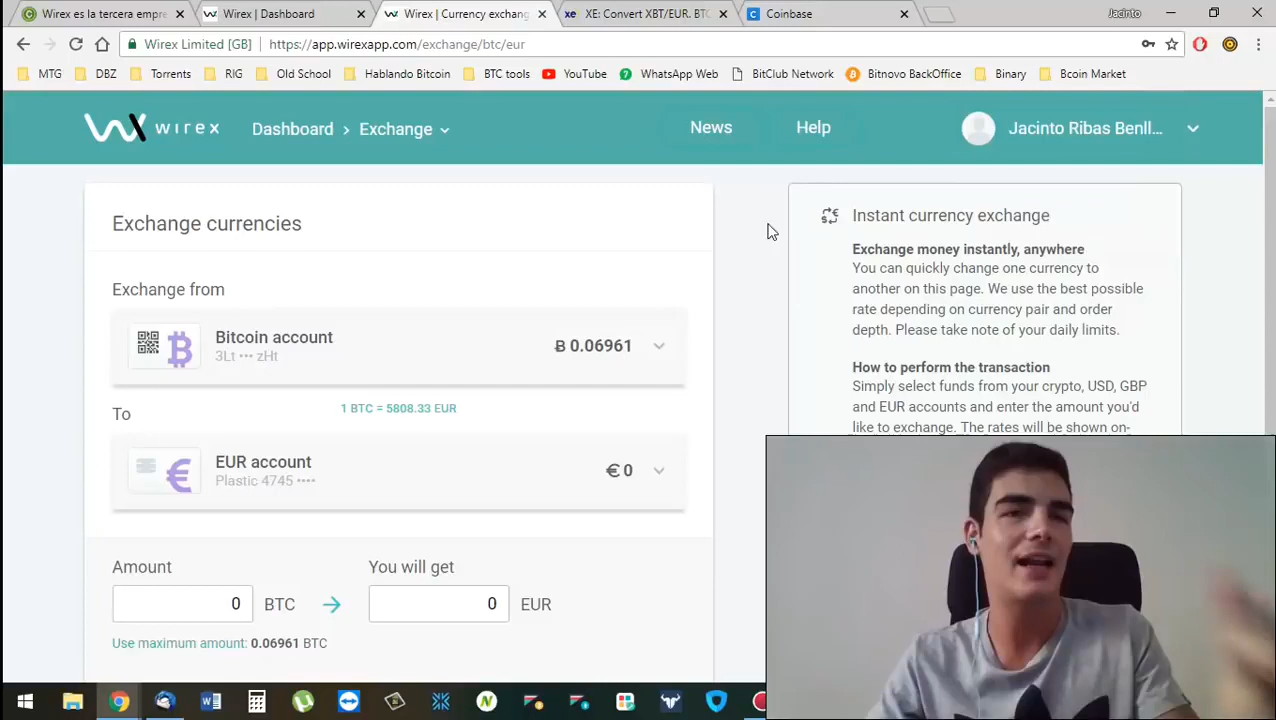 Wirex es la tercera empre
Wirex | Dashboard
Wirex | Currency exchang
XE: Convert XBT/EUR. BTC
Coinbase
Jacinto
Wirex Limited [GB]
https://app.wirexapp.com/exchange/btc/eur
MTG
DBZ
Torrents
RIG
Old School
Hablando Bitcoin
BTC tools
YouTube
WhatsApp Web
BitClub Network
Bitnovo BackOffice
Binary
Bcoin Market
wirex
Dashboard > Exchange
News
Help
Jacinto Ribas Benll...
Exchange currencies
Exchange from
Bitcoin account
3Lt ••• zHt
Ƀ 0.06961
To
1 BTC = 5808.33 EUR
EUR account
Plastic 4745 ••••
€ 0
Amount
You will get
0 BTC
0 EUR
Use maximum amount: 0.06961 BTC
Instant currency exchange
Exchange money instantly, anywhere
You can quickly change one currency to
another on this page. We use the best possible
rate depending on currency pair and order
depth. Please take note of your daily limits.
How to perform the transaction
Simply select funds from your crypto, USD, GBP
and EUR accounts and enter the amount you'd
like to exchange. The rates will be shown on-